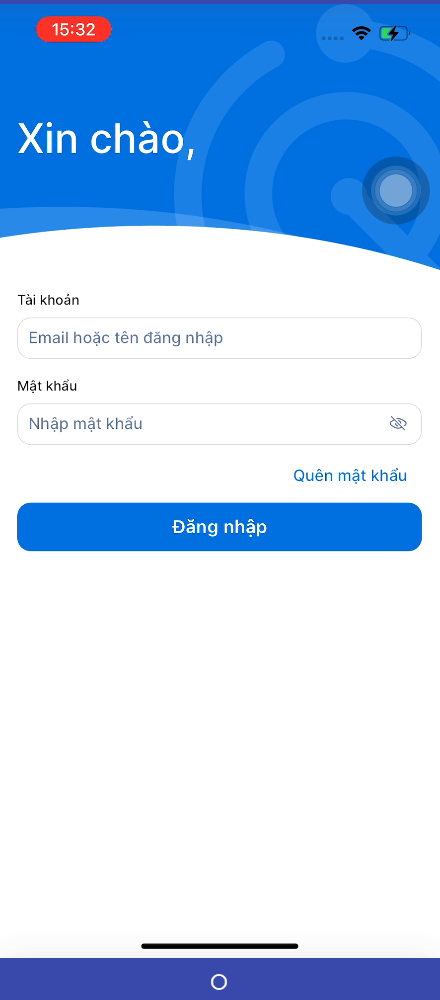 15:32
Xin chào,
Tài khoản
Email hoặc tên đăng nhập
Mật khẩu
Nhập mật khẩu
Quên mật khẩu
Đăng nhập